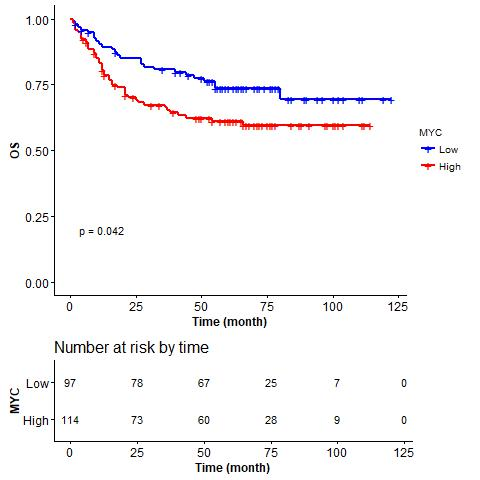 1.00
0.75
0.50
0.25
0.00
OS
p = 0.042
0 25 50 75 100 125
Time (month)
MYC
Low
High
Number at risk by time
MYC
Low 97 78 67 25 7 0
High 114 73 60 28 9 0
0 25 50 75 100 125
Time (month)